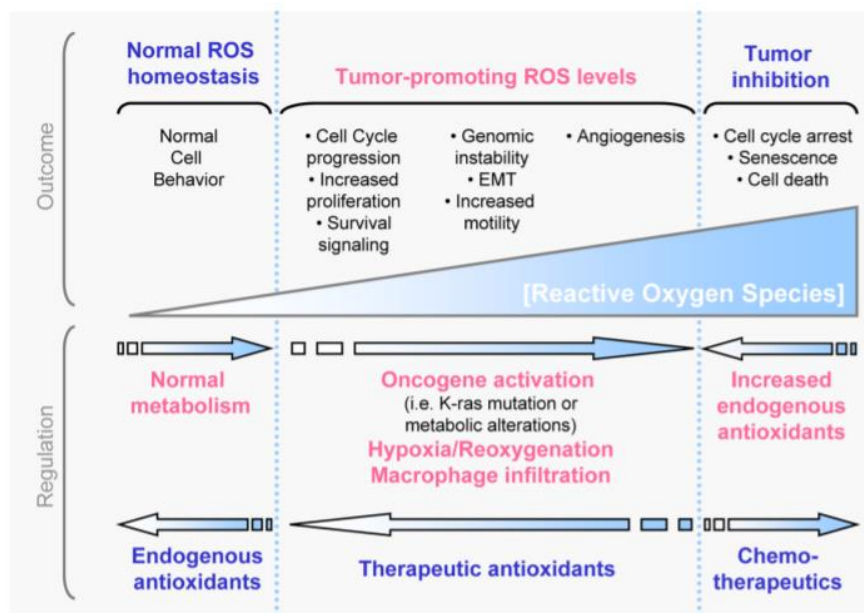 Outcome
Normal ROS
homeostasis
Tumor-promoting ROS levels
Tumor
inhibition
Normal
Cell
Behavior
• Cell Cycle
progression
• Increased
proliferation
• Survival
signaling
• Genomic
instability
• EMT
• Increased
motility
• Angiogenesis
• Cell cycle arrest
• Senescence
• Cell death
[Reactive Oxygen Species]
Regulation
Normal
metabolism
Oncogene activation
(i.e. K-ras mutation or
metabolic alterations)
Hypoxia/Reoxygenation
Macrophage infiltration
Increased
endogenous
antioxidants
Endogenous
antioxidants
Therapeutic antioxidants
Chemo-
therapeutics